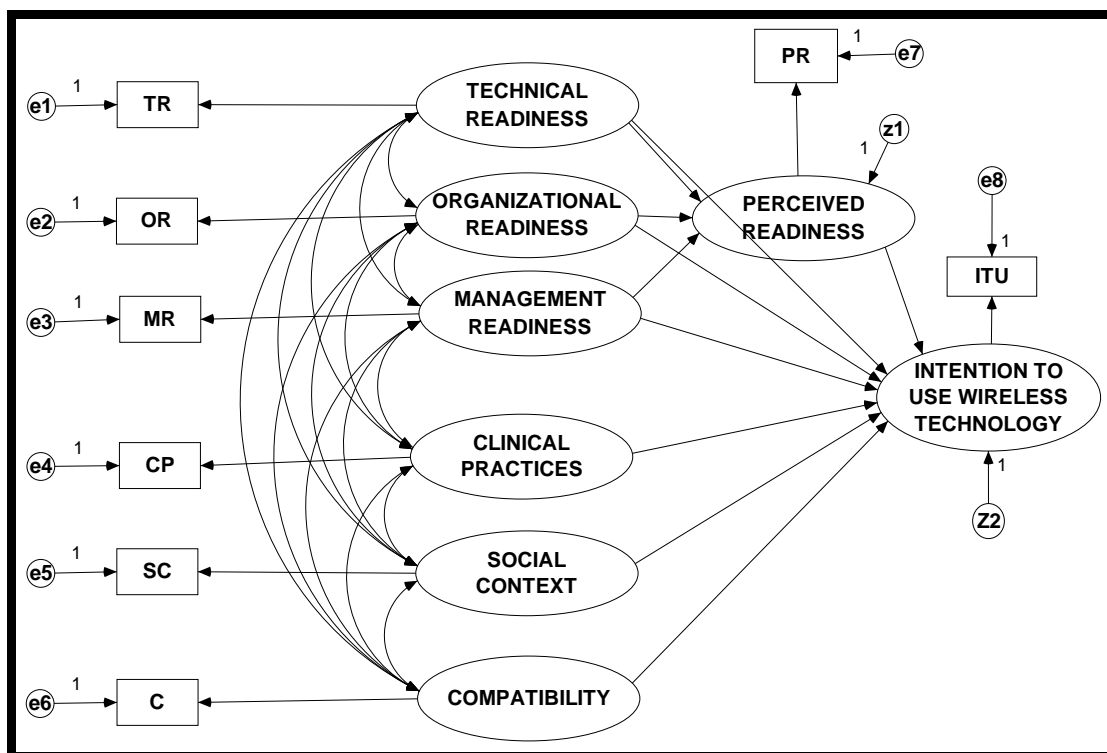 PR
1
e7
e1
1
TR
TECHNICAL
READINESS
1
z1
e2
1
OR
ORGANIZATIONAL
READINESS
PERCEIVED
READINESS
e8
1
ITU
e3
1
MR
MANAGEMENT
READINESS
INTENTION TO
USE WIRELESS
TECHNOLOGY
e4
1
CP
CLINICAL
PRACTICES
1
Z2
e5
1
SC
SOCIAL
CONTEXT
e6
1
C
COMPATIBILITY